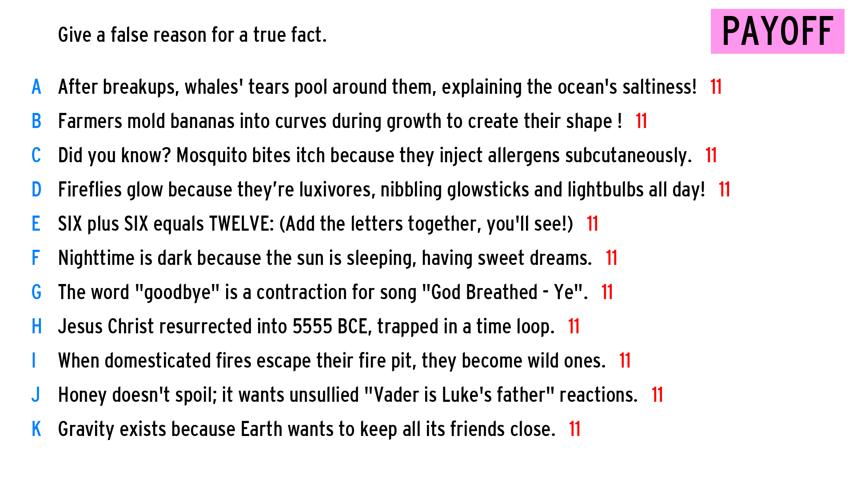 Give a false reason for a true fact.
PAYOFF
A After breakups, whales' tears pool around them, explaining the ocean's saltiness! 11
B Farmers mold bananas into curves during growth to create their shape ! 11
C Did you know? Mosquito bites itch because they inject allergens subcutaneously. 11
D Fireflies glow because they’re luxivores, nibbling glowsticks and lightbulbs all day! 11
E SIX plus SIX equals TWELVE: (Add the letters together, you'll see!) 11
F Nighttime is dark because the sun is sleeping, having sweet dreams. 11
G The word "goodbye" is a contraction for song "God Breathed - Ye". 11
H Jesus Christ resurrected into 5555 BCE, trapped in a time loop. 11
I When domesticated fires escape their fire pit, they become wild ones. 11
J Honey doesn't spoil; it wants unsullied "Vader is Luke's father" reactions. 11
K Gravity exists because Earth wants to keep all its friends close. 11